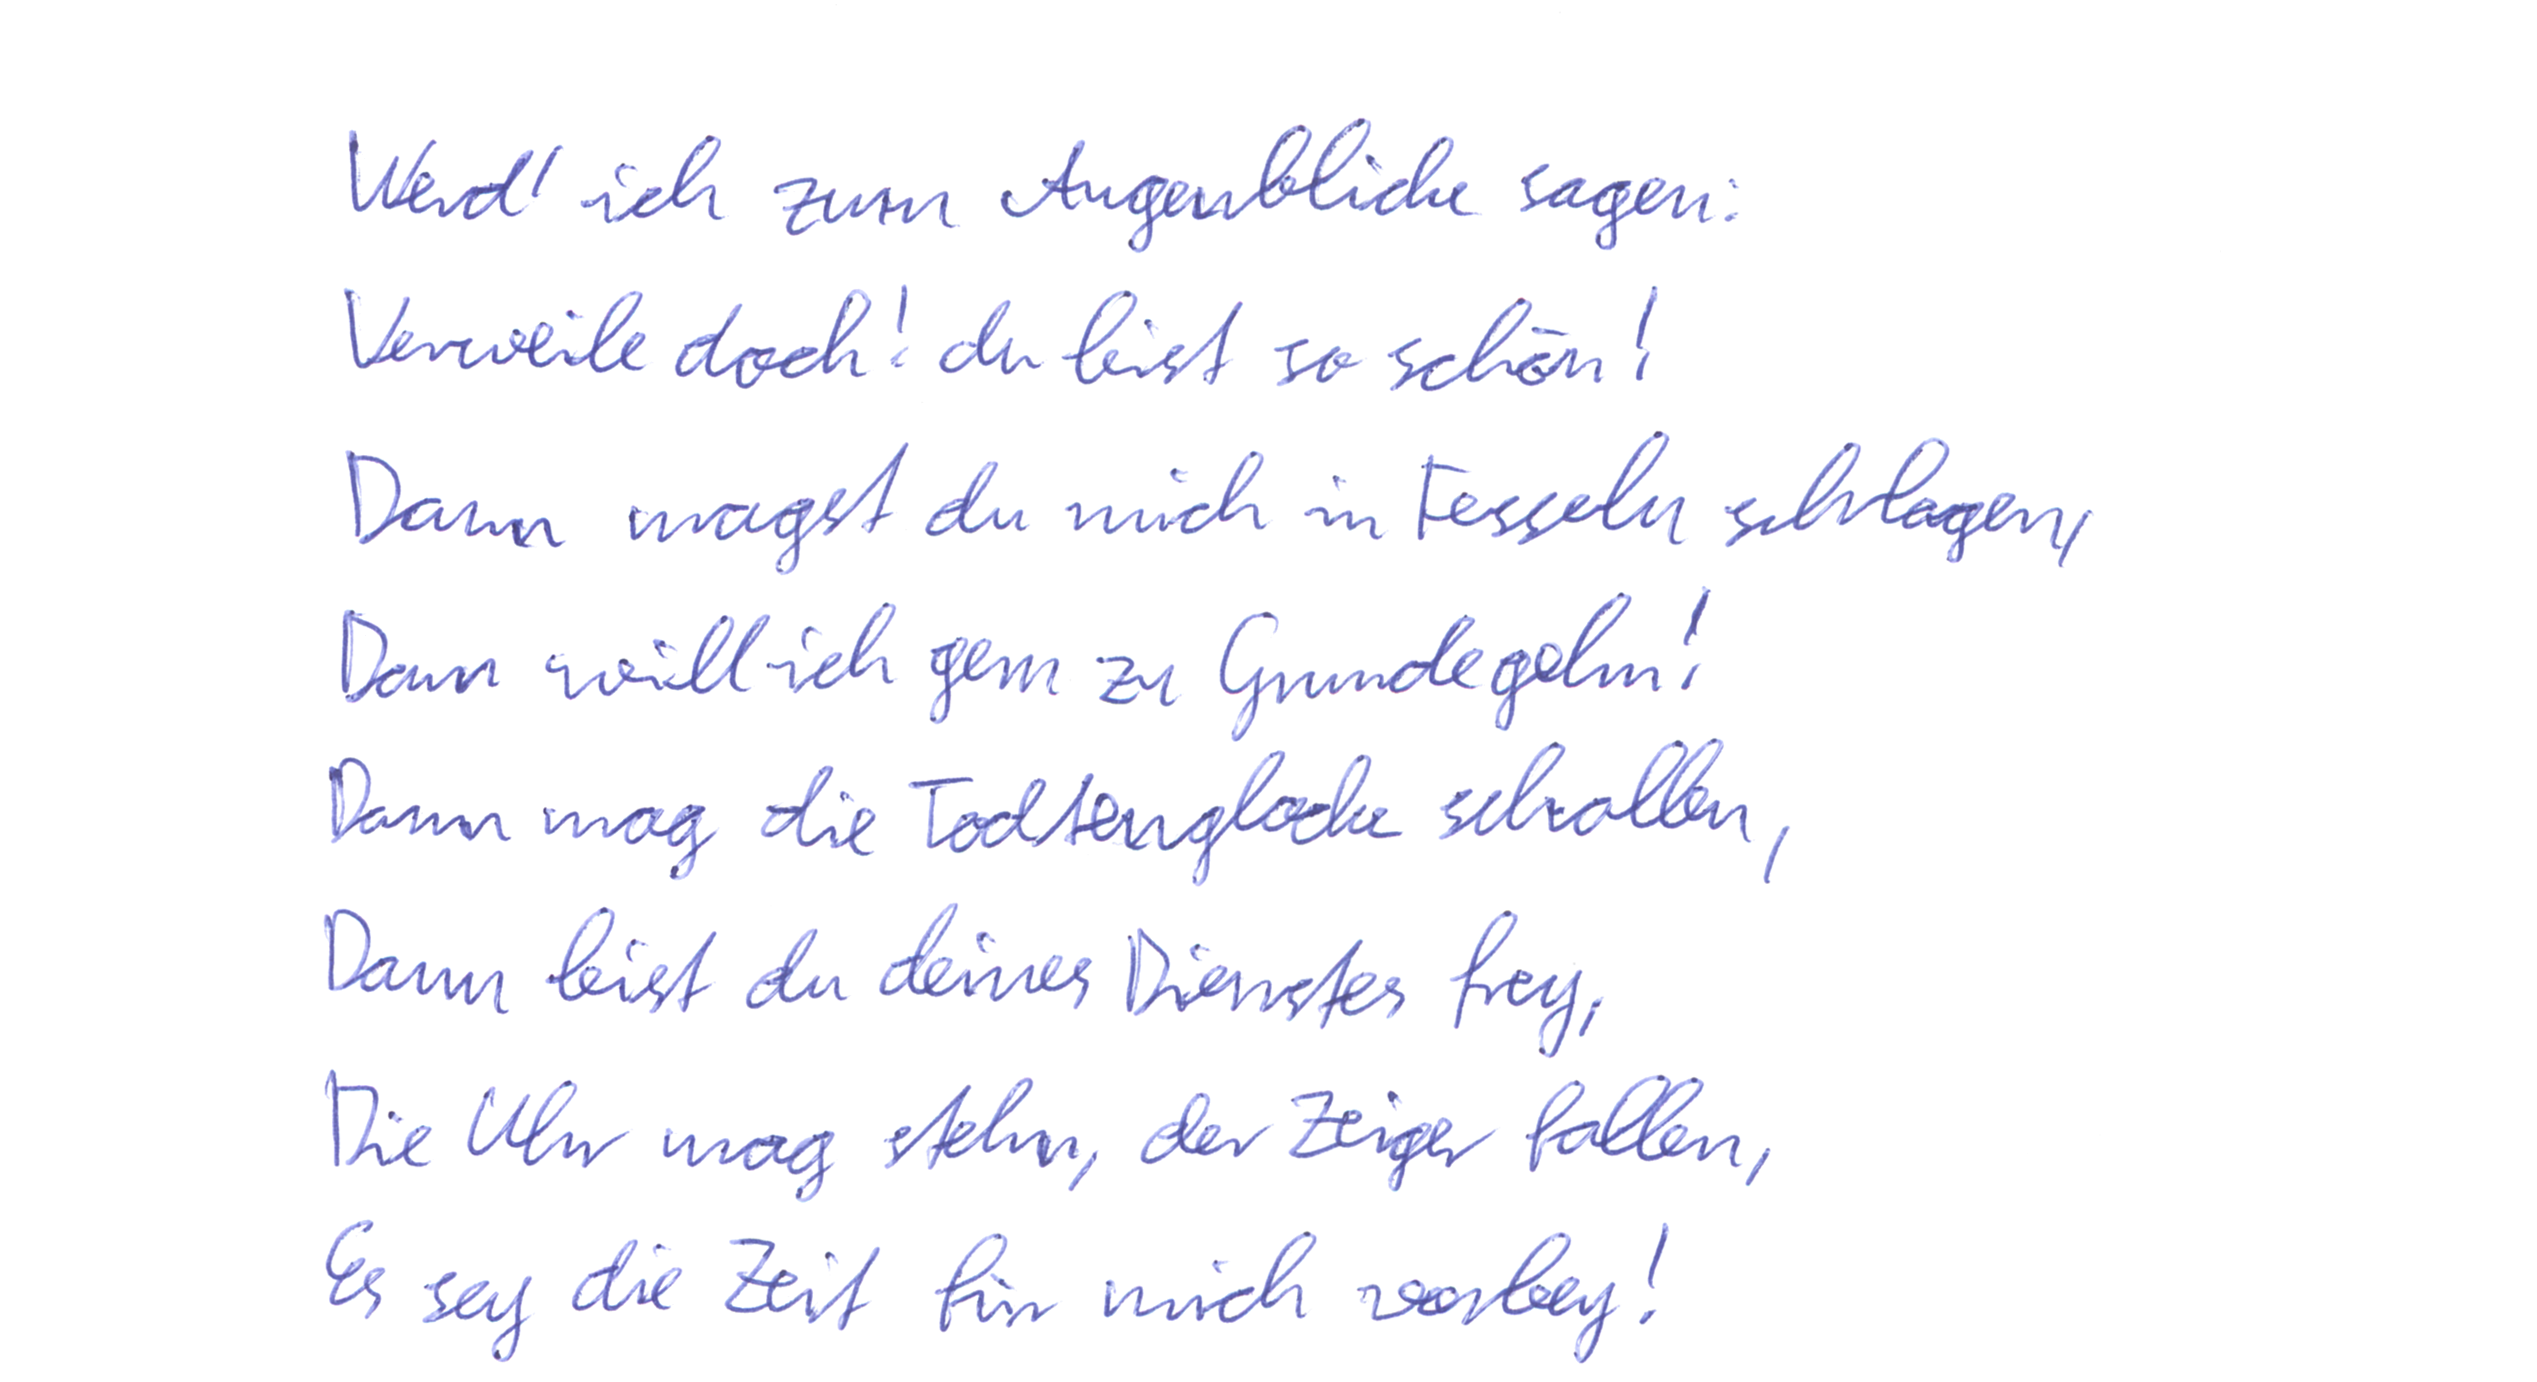 Werd' ich zum Augenblicke sagen:
Verweile doch! du bist so schön!
Dann magst du mich in Fesseln schlagen,
Dann will ich gern zu Grunde gehn!
Dann mag die Todtenglocke schallen,
Dann bist du deines Dienstes frey,
Die Uhr mag stehn, der Zeiger fallen,
Es sey die Zeit für mich vorbey!